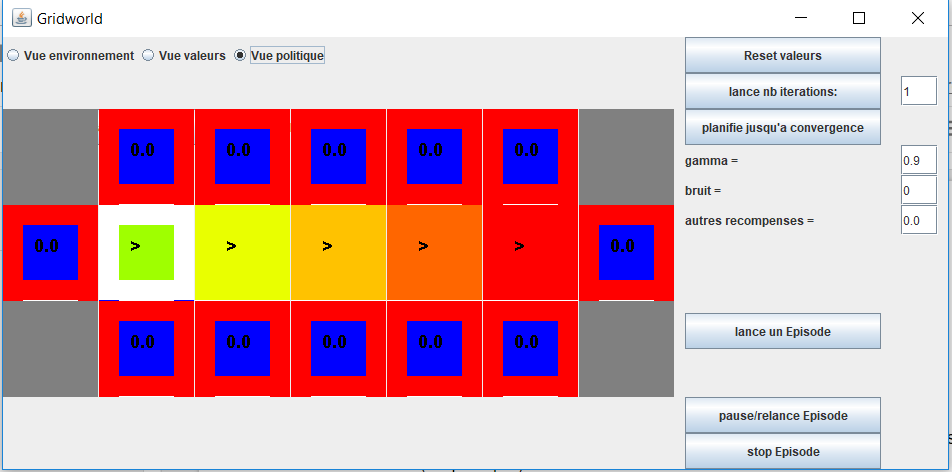 Gridworld
Vue environnement Vue valeurs Vue politique
Reset valeurs
lance nb iterations: 1
planifie jusqu'a convergence
gamma = 0.9
bruit = 0
autres recompenses = 0.0
0.0 0.0 0.0 0.0 0.0
0.0 > > > > > 0.0
0.0 0.0 0.0 0.0 0.0
lance un Episode
pause/relance Episode
stop Episode